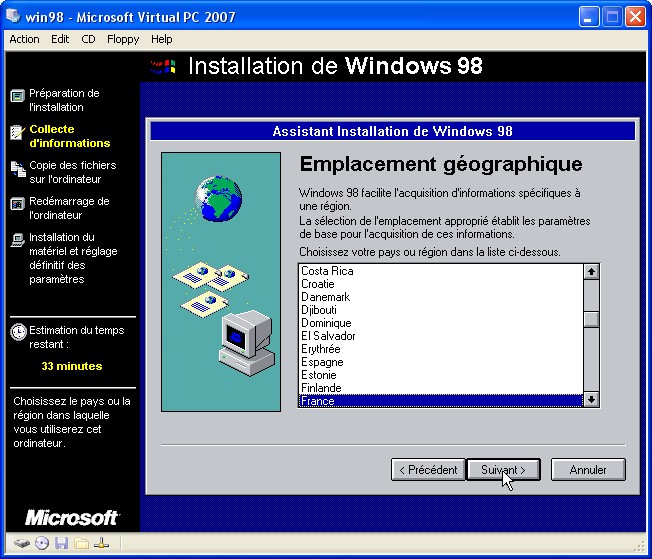 win98 - Microsoft Virtual PC 2007
Action Edit CD Floppy Help
Installation de Windows 98
Préparation de
l'installation
Collecte
d'informations
Copie des fichiers
sur l'ordinateur
Redémarrage de
l'ordinateur
Installation du
matériel et réglage
définitif des
paramètres
Estimation du temps
restant :
33 minutes
Choisissez le pays ou la
région dans laquelle
vous utiliserez cet
ordinateur.
Microsoft
Assistant Installation de Windows 98
Emplacement géographique
Windows 98 facilite l'acquisition d'informations spécifiques à
une région.
La sélection de l'emplacement approprié établit les paramètres
de base pour l'acquisition de ces informations.
Choisissez votre pays ou région dans la liste ci-dessous.
Costa Rica
Croatie
Danemark
Djibouti
Dominique
El Salvador
Erythrée
Espagne
Estonie
Finlande
France
< Précédent
Suivant >
Annuler